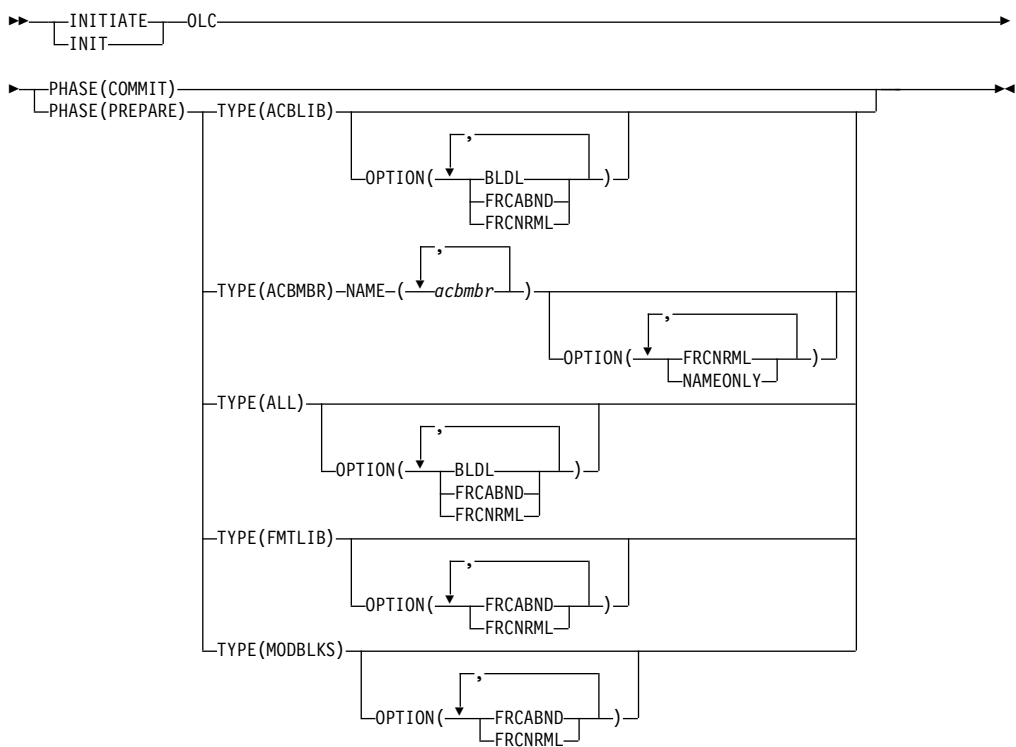 INITIATE OLC
INIT
PHASE(COMMIT)
PHASE(PREPARE) TYPE(ACBLIB)
,
OPTION( BLDL )
FRCABND
FRCNRML
,
TYPE(ACBMBR) NAME ( acbmbr )
,
OPTION( FRCNRML )
NAMEONLY
TYPE(ALL)
,
OPTION( BLDL )
FRCABND
FRCNRML
TYPE(FMTLIB)
,
OPTION( FRCABND )
FRCNRML
TYPE(MODBLKS)
,
OPTION( FRCABND )
FRCNRML